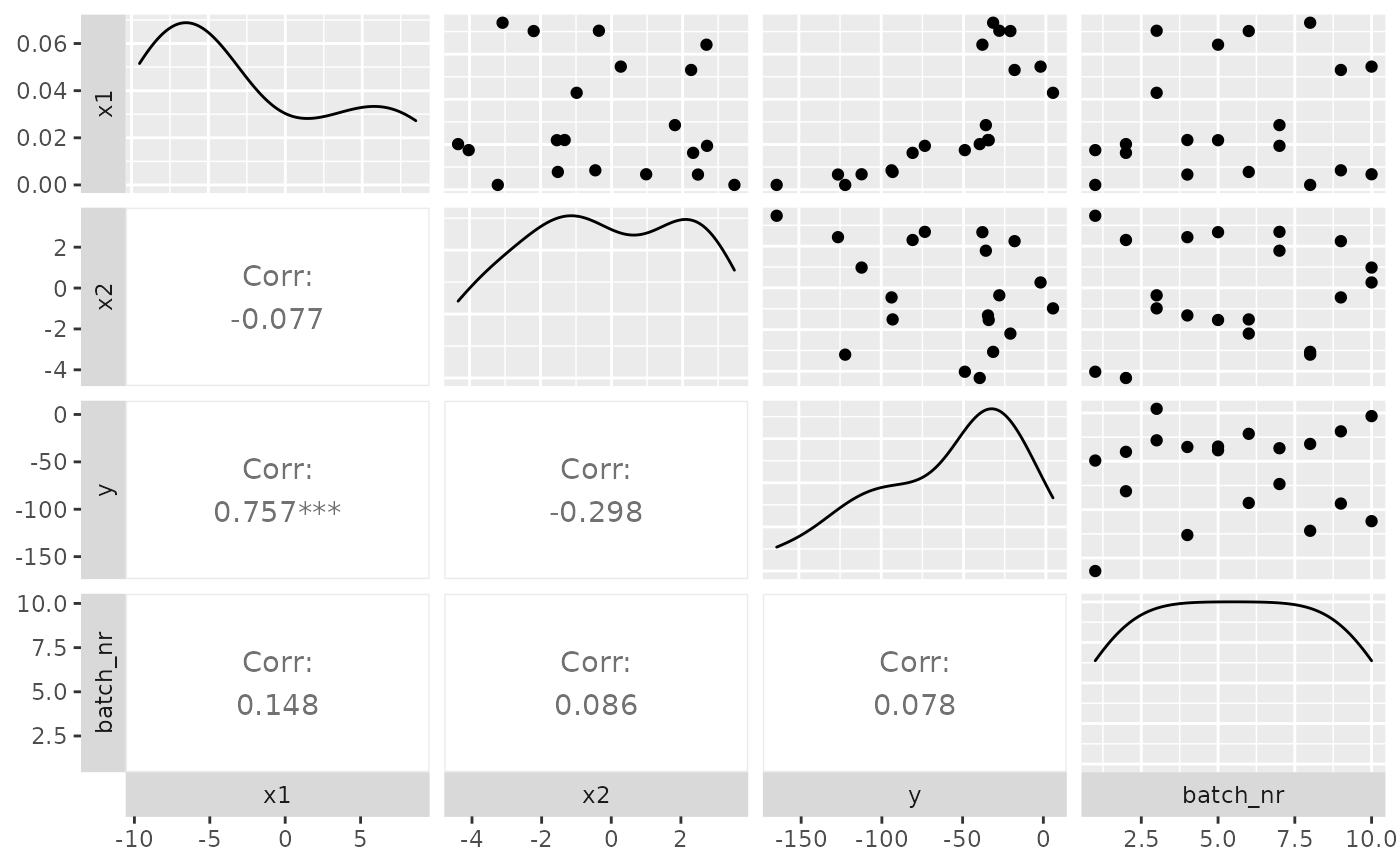 0.06
0.04
0.02
0.00
x1
2
0
-2
-4
x2
Corr:
-0.077
0
-50
-100
-150
y
Corr:
0.757***
Corr:
-0.298
10.0
7.5
5.0
2.5
batch_nr
Corr:
0.148
Corr:
0.086
Corr:
0.078
x1 x2 y batch_nr
-10 -5 0 5 -4 -2 0 2 -150 -100 -50 0 2.5 5.0 7.5 10.0